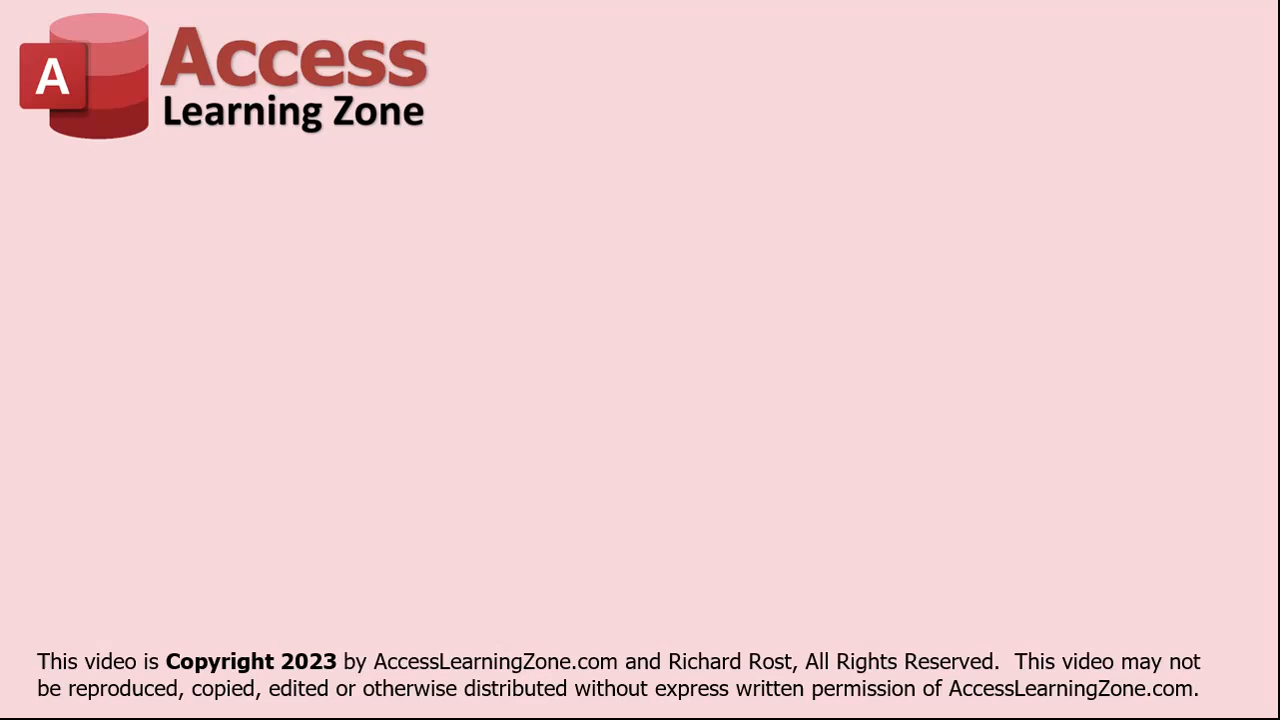 A
Access
Learning Zone
This video is Copyright 2023 by AccessLearningZone.com and Richard Rost, All Rights Reserved.  This video may not
be reproduced, copied, edited or otherwise distributed without express written permission of AccessLearningZone.com.